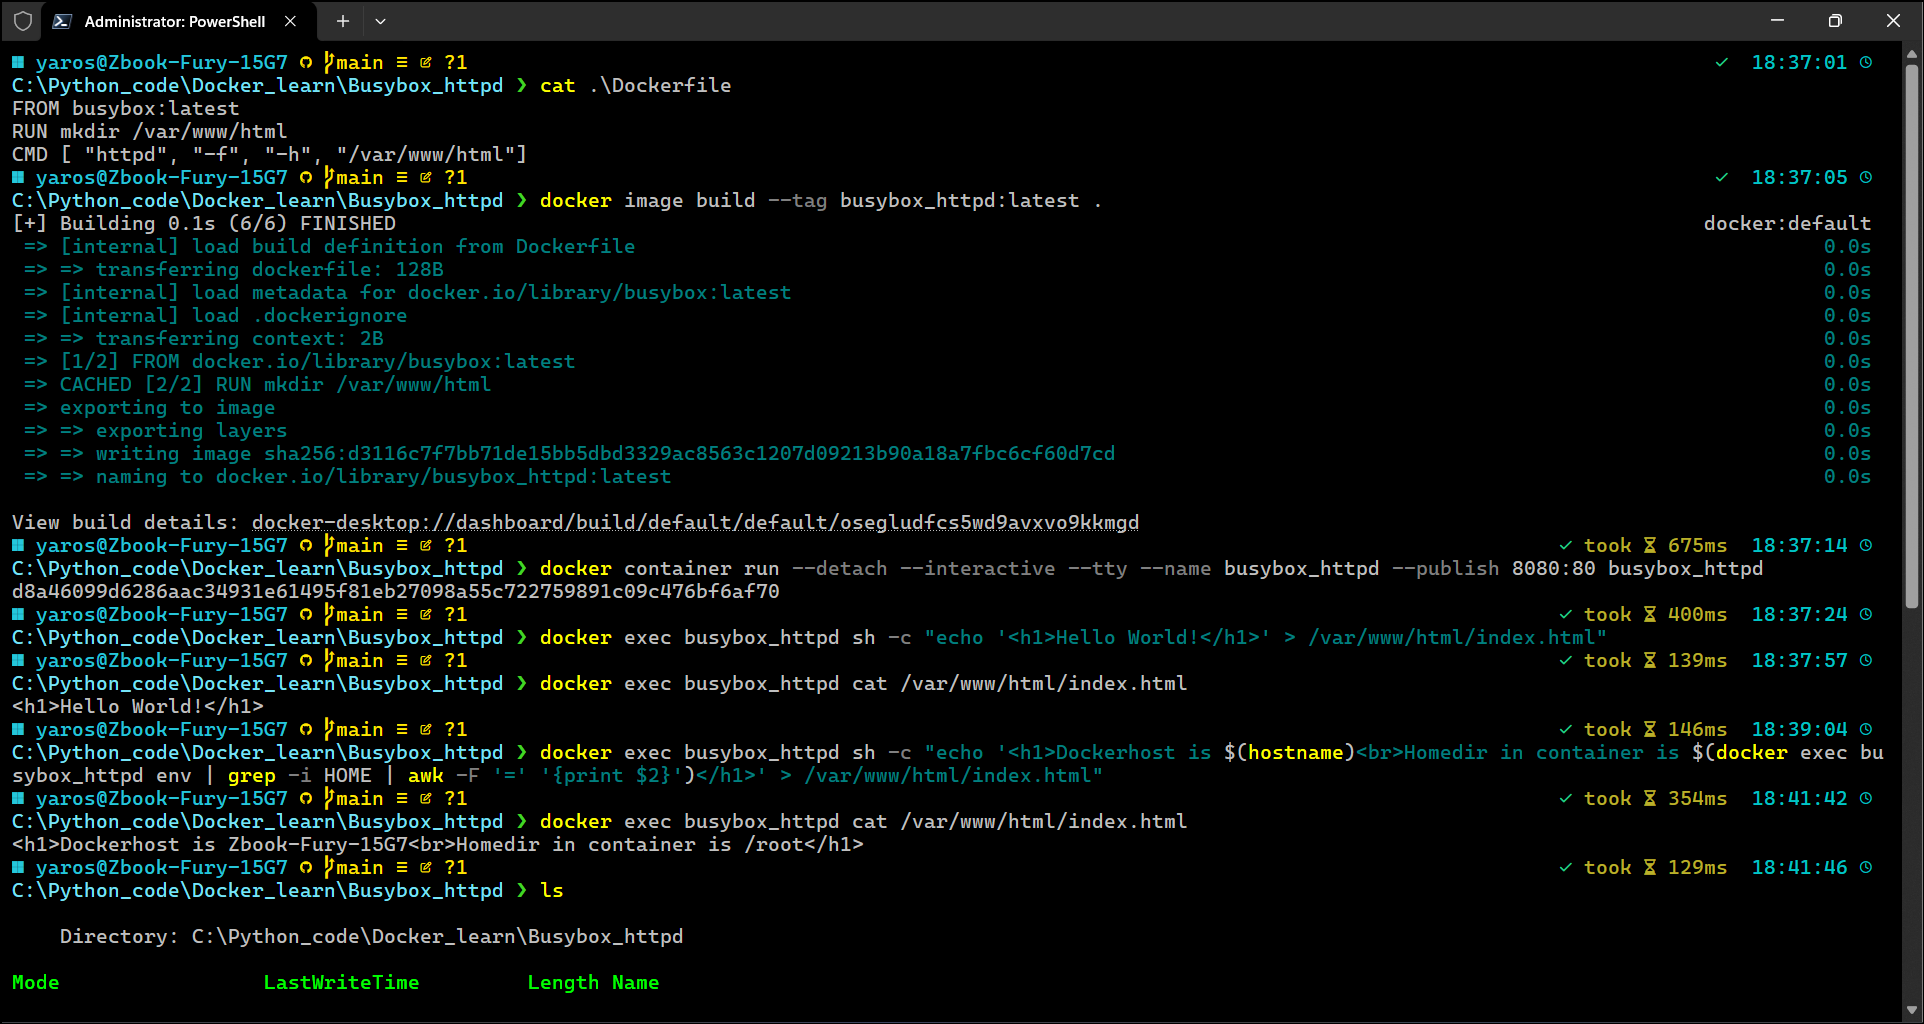 Administrator: PowerShell
yaros@Zbook-Fury-15G7 main ≡ ?1 ✓ 18:37:01
C:\Python_code\Docker_learn\Busybox_httpd ❯ cat .\Dockerfile
FROM busybox:latest
RUN mkdir /var/www/html
CMD [ "httpd", "-f", "-h", "/var/www/html"]
yaros@Zbook-Fury-15G7 main ≡ ?1 ✓ 18:37:05
C:\Python_code\Docker_learn\Busybox_httpd ❯ docker image build --tag busybox_httpd:latest .
[+] Building 0.1s (6/6) FINISHED docker:default
=> [internal] load build definition from Dockerfile 0.0s
=> => transferring dockerfile: 128B 0.0s
=> [internal] load metadata for docker.io/library/busybox:latest 0.0s
=> [internal] load .dockerignore 0.0s
=> => transferring context: 2B 0.0s
=> [1/2] FROM docker.io/library/busybox:latest 0.0s
=> CACHED [2/2] RUN mkdir /var/www/html 0.0s
=> exporting to image 0.0s
=> => exporting layers 0.0s
=> => writing image sha256:d3116c7f7bb71de15bb5dbd3329ac8563c1207d09213b90a18a7fbc6cf60d7cd 0.0s
=> => naming to docker.io/library/busybox_httpd:latest 0.0s
View build details: docker-desktop://dashboard/build/default/default/osegludfcs5wd9avxvo9kkmgd
yaros@Zbook-Fury-15G7 main ≡ ?1 ✓ took 675ms 18:37:14
C:\Python_code\Docker_learn\Busybox_httpd ❯ docker container run --detach --interactive --tty --name busybox_httpd --publish 8080:80 busybox_httpd
d8a46099d6286aac34931e61495f81eb27098a55c722759891c09c476bf6af70
yaros@Zbook-Fury-15G7 main ≡ ?1 ✓ took 400ms 18:37:24
C:\Python_code\Docker_learn\Busybox_httpd ❯ docker exec busybox_httpd sh -c "echo '<h1>Hello World!</h1>' > /var/www/html/index.html"
yaros@Zbook-Fury-15G7 main ≡ ?1 ✓ took 139ms 18:37:57
C:\Python_code\Docker_learn\Busybox_httpd ❯ docker exec busybox_httpd cat /var/www/html/index.html
<h1>Hello World!</h1>
yaros@Zbook-Fury-15G7 main ≡ ?1 ✓ took 146ms 18:39:04
C:\Python_code\Docker_learn\Busybox_httpd ❯ docker exec busybox_httpd sh -c "echo '<h1>Dockerhost is $(hostname)<br>Homedir in container is $(docker exec bu
sybox_httpd env | grep -i HOME | awk -F '=' '{print $2}')</h1>' > /var/www/html/index.html"
yaros@Zbook-Fury-15G7 main ≡ ?1 ✓ took 354ms 18:41:42
C:\Python_code\Docker_learn\Busybox_httpd ❯ docker exec busybox_httpd cat /var/www/html/index.html
<h1>Dockerhost is Zbook-Fury-15G7<br>Homedir in container is /root</h1>
yaros@Zbook-Fury-15G7 main ≡ ?1 ✓ took 129ms 18:41:46
C:\Python_code\Docker_learn\Busybox_httpd ❯ ls
Directory: C:\Python_code\Docker_learn\Busybox_httpd
Mode LastWriteTime Length Name